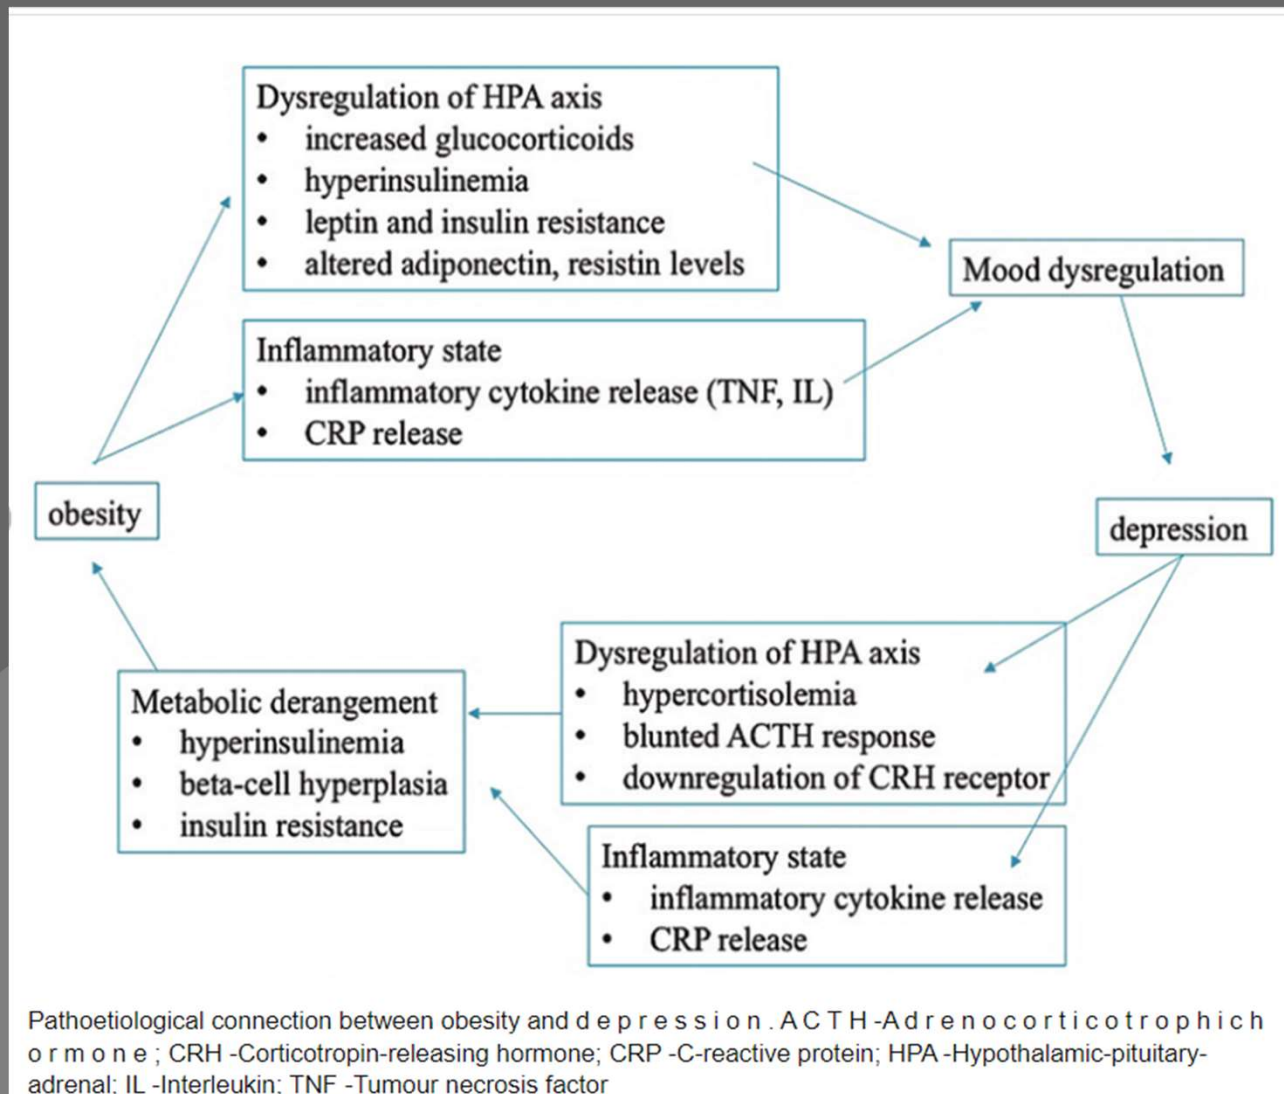 Dysregulation of HPA axis
• increased glucocorticoids
• hyperinsulinemia
• leptin and insulin resistance
• altered adiponectin, resistin levels
Mood dysregulation
Inflammatory state
• inflammatory cytokine release (TNF, IL)
• CRP release
obesity
depression
Dysregulation of HPA axis
• hypercortisolemia
• blunted ACTH response
• downregulation of CRH receptor
Metabolic derangement
• hyperinsulinemia
• beta-cell hyperplasia
• insulin resistance
Inflammatory state
• inflammatory cytokine release
• CRP release
Pathoetiological connection between obesity and d e p r e s s i o n . A C T H -A d r e n o c o r t i c o t r o p h i c h
o r m o n e ; CRH -Corticotropin-releasing hormone; CRP -C-reactive protein; HPA -Hypothalamic-pituitary-
adrenal; IL -Interleukin; TNF -Tumour necrosis factor